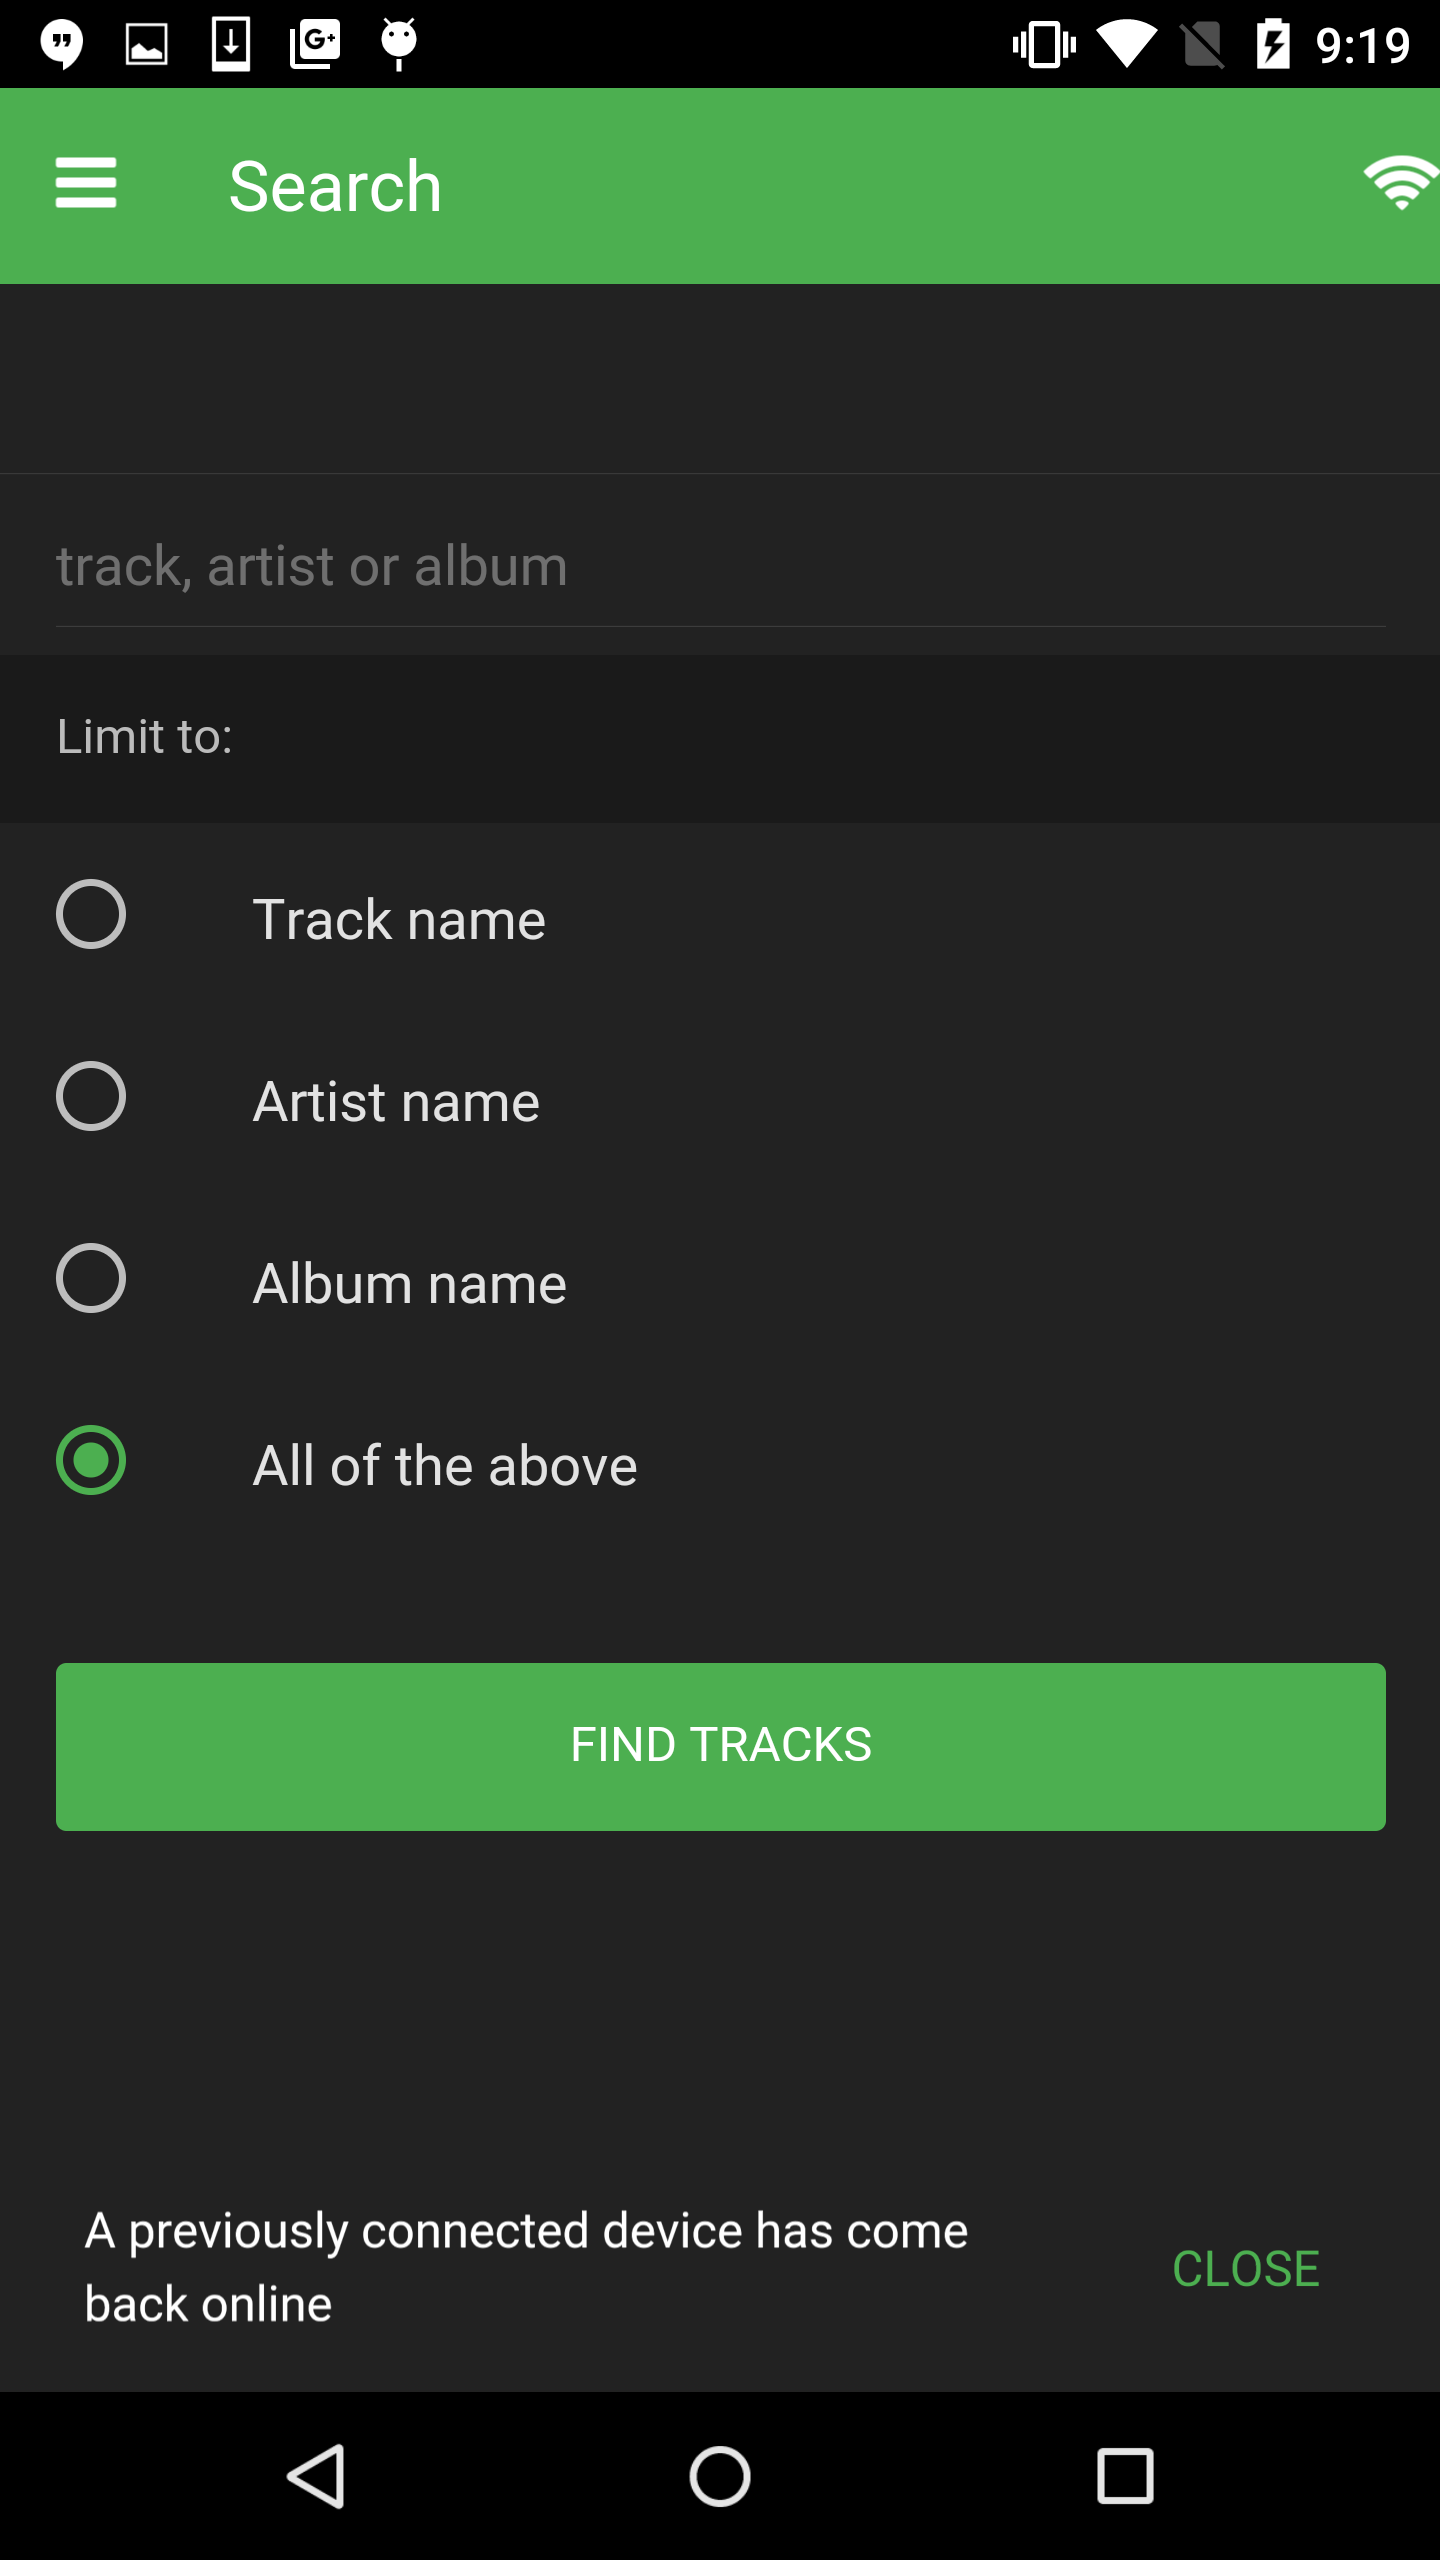 9:19
Search
track, artist or album
Limit to:
Track name
Artist name
Album name
All of the above
FIND TRACKS
A previously connected device has come
back online
CLOSE